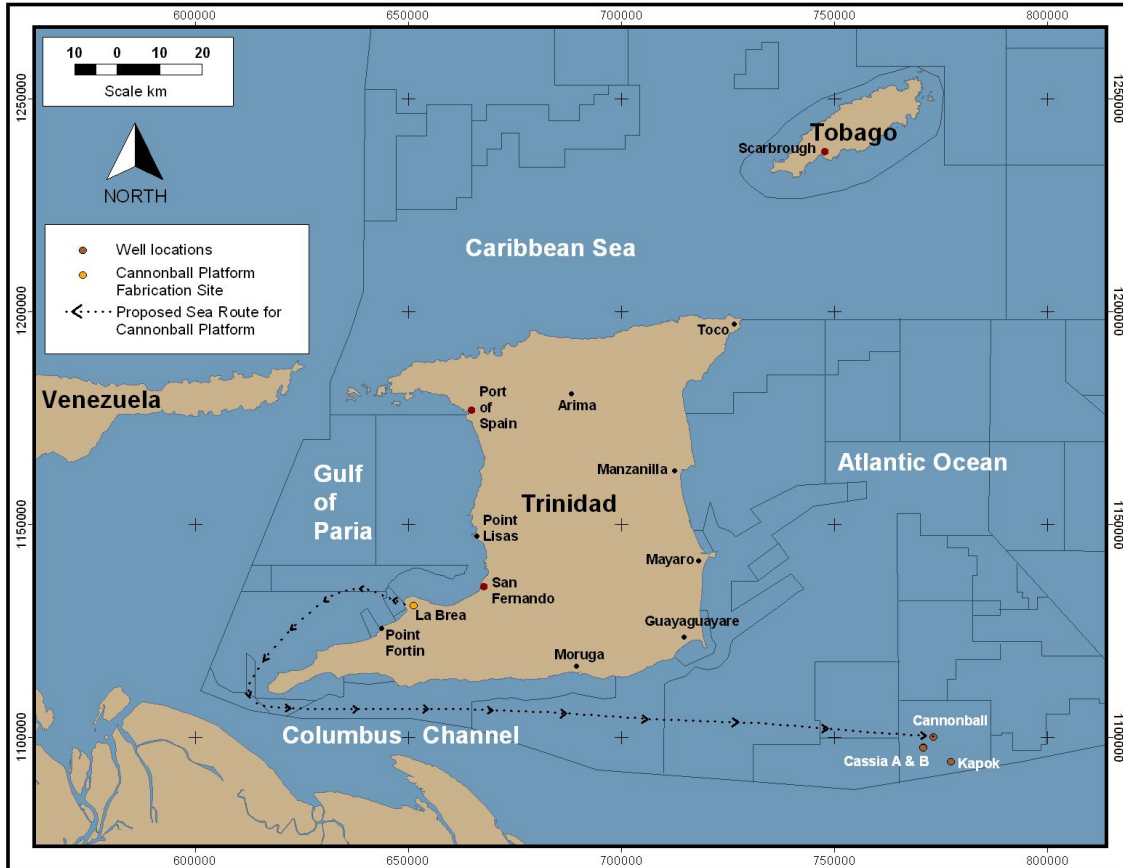 600000 650000 700000 750000 800000
10 0 10 20
Scale km
NORTH
Well locations
Cannonball Platform
Fabrication Site
Proposed Sea Route for
Cannonball Platform
1250000
1200000
1150000
1100000
1250000
1200000
1150000
1100000
Tobago
Scarbrough
Caribbean Sea
Toco
Venezuela
Port
of
Spain
Arima
Manzanilla
Atlantic Ocean
Gulf
of
Paria
Trinidad
Point
Lisas
Mayaro
San
Fernando
La Brea
Point
Fortin
Guayaguayare
Moruga
Columbus Channel
Cannonball
Cassia A & B
Kapok
600000 650000 700000 750000 800000